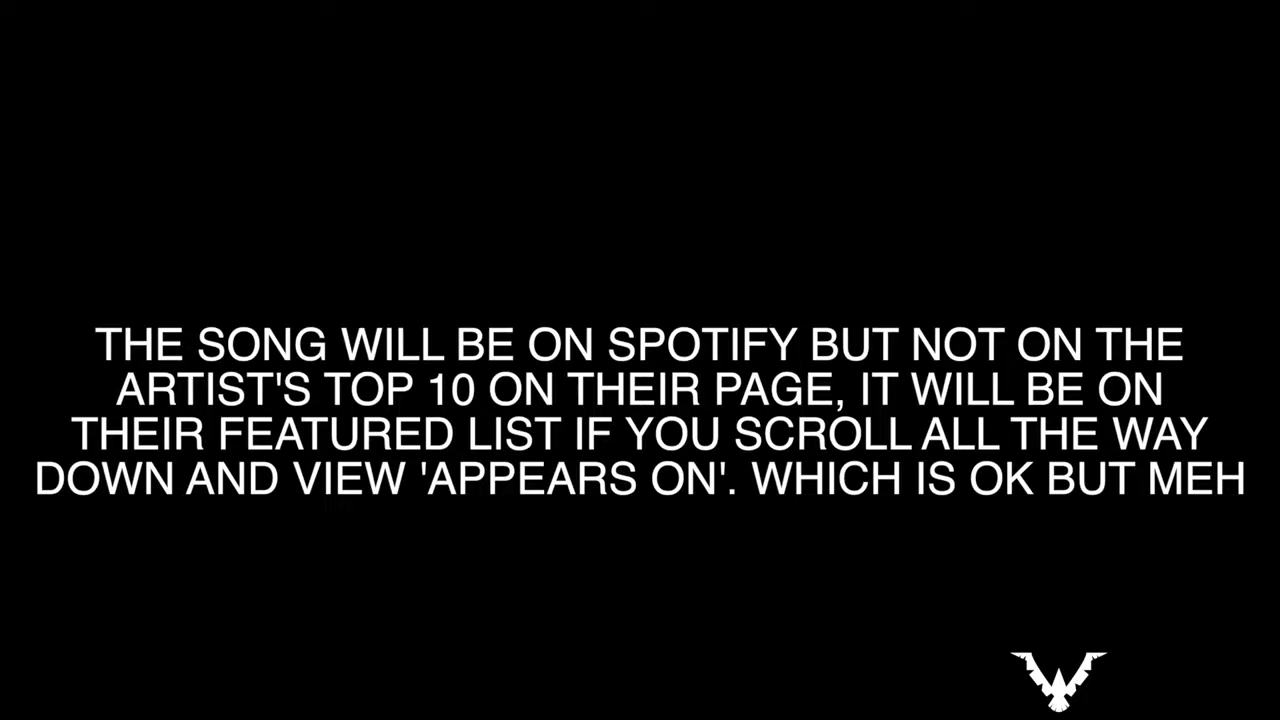 THE SONG WILL BE ON SPOTIFY BUT NOT ON THE
ARTIST'S TOP 10 ON THEIR PAGE, IT WILL BE ON
THEIR FEATURED LIST IF YOU SCROLL ALL THE WAY
DOWN AND VIEW 'APPEARS ON'. WHICH IS OK BUT MEH